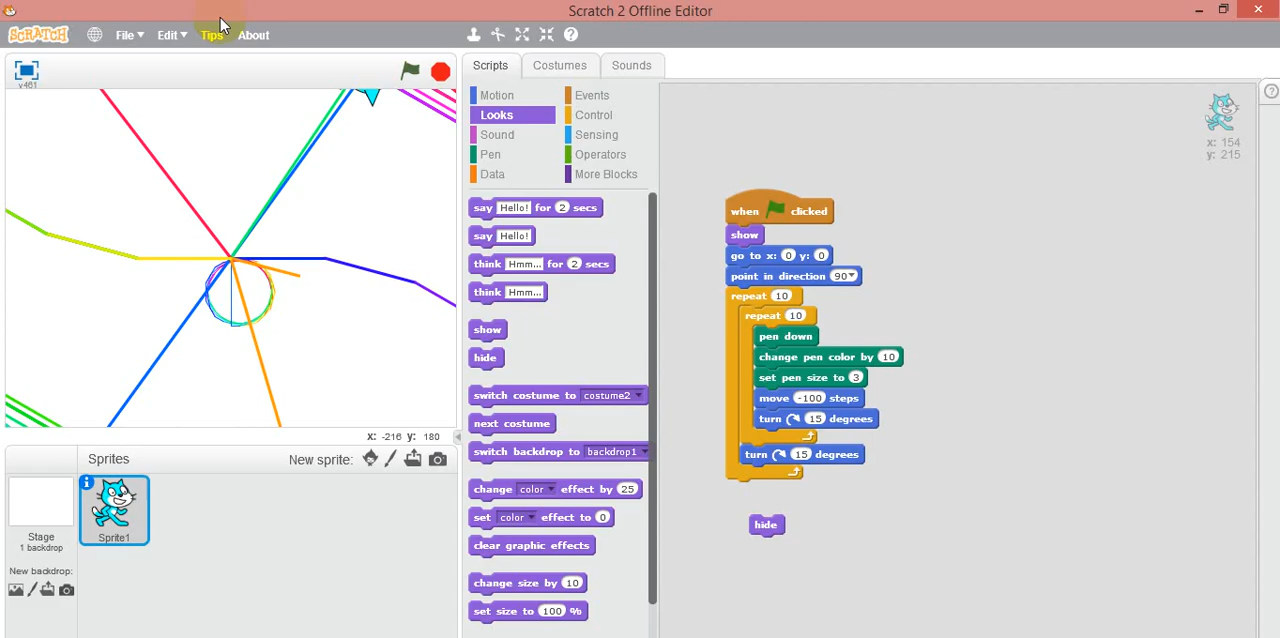 Scratch 2 Offline Editor
SCRATCH File Edit Tips About
v461
Scripts Costumes Sounds
Motion Events
Looks Control
Sound Sensing
Pen Operators
Data More Blocks
say Hello! for 2 secs
say Hello!
think Hmm... for 2 secs
think Hmm...
show
hide
switch costume to costume2
next costume
switch backdrop to backdrop1
change color effect by 25
set color effect to 0
clear graphic effects
change size by 10
set size to 100 %
x: 154
y: 215
when clicked
show
go to x: 0 y: 0
point in direction 90
repeat 10
repeat 10
pen down
change pen color by 10
set pen size to 3
move -100 steps
turn 15 degrees
turn 15 degrees
hide
x: -216 y: 180
Sprites New sprite:
Sprite1
Stage
1 backdrop
New backdrop: